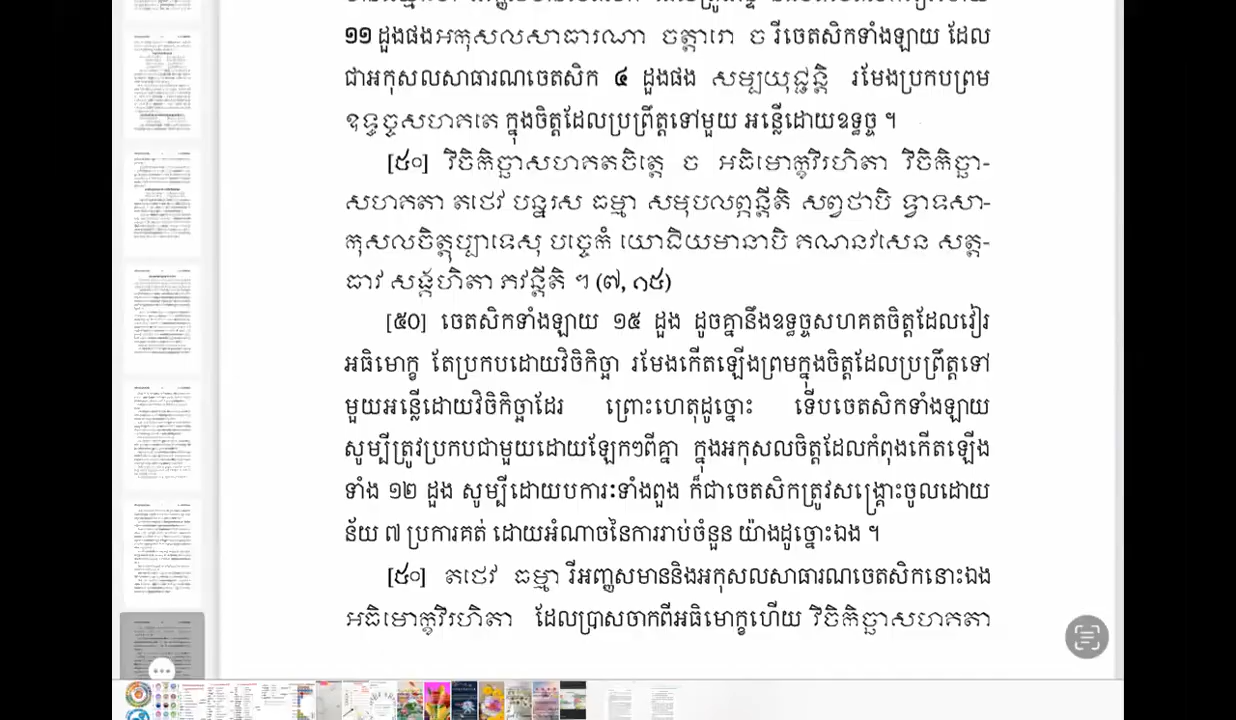 ១១ ដួងផងអកុសលសាធារណា ចត្តារោ ច រីចេតសិកទាំងឡាយ ដែល
ជាអកុសលសាធារណចេតសិក ៤ ដួងផង សម្បយុជ្ជន្តិ រមែងប្រកបព្រម
ឧទ្ធច្ចសហគតេ ក្នុងចិត្តដែលប្រព្រឹត្តទៅមួយ អន្លើដោយឧទ្ធច្ច ។
[៥០] វិចិកិច្ឆាសហគតចិត្តេ ច អធិមោក្ខវិរហិតា វិចិកិច្ឆា-
សហគតា តថេវ បន្នរស ធម្មា សមុបលព្ភន្តីតិ សព្វថាបិ ទ្វាទសា-
កុសលចិត្តុប្បាទេសុ បច្ចេកំ យោជិយមានាបិ គណនវសេន សត្ត-
ធាវ សង្គហិតា ភវន្តីតិ ។ (៧, ១៥)
[៥០] ចេតសិកទាំងឡាយ ១៥ ដួង ដូចគ្នានឹងឧទ្ធច្ចសហគតចិត្តដែលវៀរ
អធិមោក្ខ តែប្រកបដោយវិចិកិច្ឆា រមែងកើតឡើងព្រមក្នុងចិត្តដែលប្រព្រឹត្តទៅ
មួយអន្លើដោយវិចិកិច្ឆាដែរ ព្រោះហេតុដូច្នោះ ទើបចេតសិកទាំងឡាយ
សូម្បីត្រូវប្រកបជាមួយដោយឡែកៗពីគ្នា ក្នុងអកុសលចិត្តដែលកំពុងកើតឡើង
ទាំង ១២ ដួង សូម្បីដោយបការៈទាំងពួង ក៏ជាចេតសិកត្រូវសង្គ្រោះចូលដោយ
ន័យ ៧ ប្រការគត់ ដោយអំណាចនៃការរាប់ចំនួន យ៉ាងដូច្នោះឯង ។
[៥០] តថេវ ធម្មា រីអញ្ញសមាននិងអកុសលសាធារណចេតសិកនោះឯង
អធិមោក្ខវិរហិតា ដែលប្រាសចាកពីអធិមោក្ខហើយ វិចិកិច្ឆាសហគតា